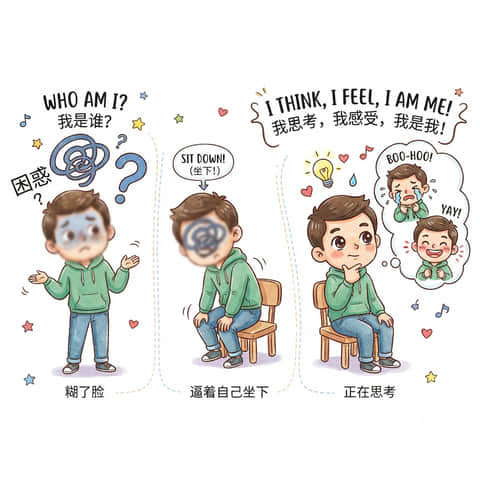 WHO AM I?
我是谁？
困惑
?
?
?
糊了脸
SIT DOWN!
（坐下！）
逼着自己坐下
I THINK, I FEEL, I AM ME!
我思考，我感受，我是我！
BOO-HOO!
YAY!
正在思考